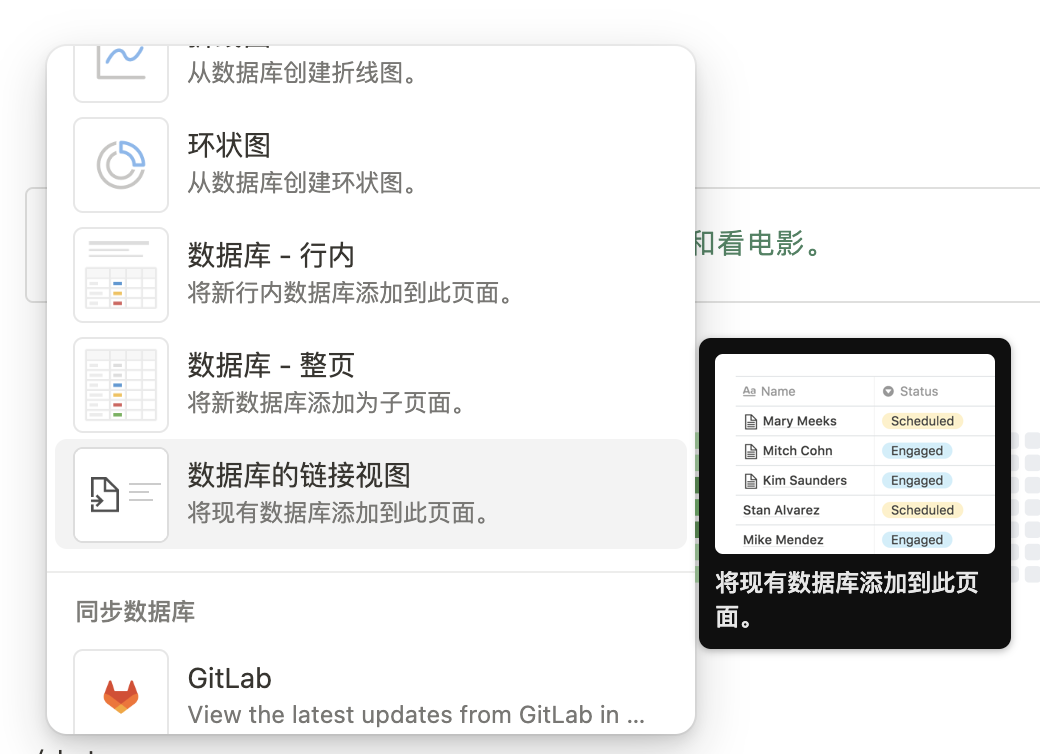 从数据库创建折线图。
环状图
从数据库创建环状图。
数据库 - 行内
将新行内数据库添加到此页面。
数据库 - 整页
将新数据库添加为子页面。
数据库的链接视图
将现有数据库添加到此页面。
同步数据库
GitLab
View the latest updates from GitLab in ...
和看电影。
Aa Name Status
Mary Meeks Scheduled
Mitch Cohn Engaged
Kim Saunders Engaged
Stan Alvarez Scheduled
Mike Mendez Engaged
将现有数据库添加到此页
面。